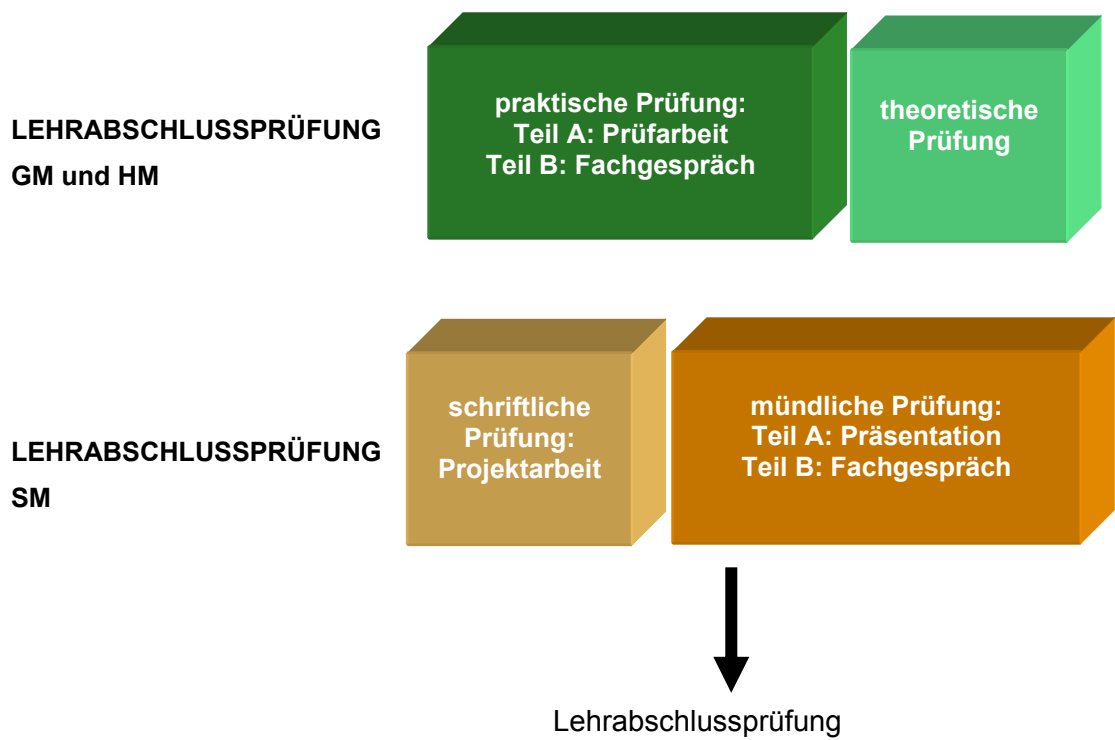 LEHRABSCHLUSSPRÜFUNG
GM und HM
praktische Prüfung:
Teil A: Prüfarbeit
Teil B: Fachgespräch
theoretische
Prüfung
LEHRABSCHLUSSPRÜFUNG
SM
schriftliche
Prüfung:
Projektarbeit
mündliche Prüfung:
Teil A: Präsentation
Teil B: Fachgespräch
Lehrabschlussprüfung